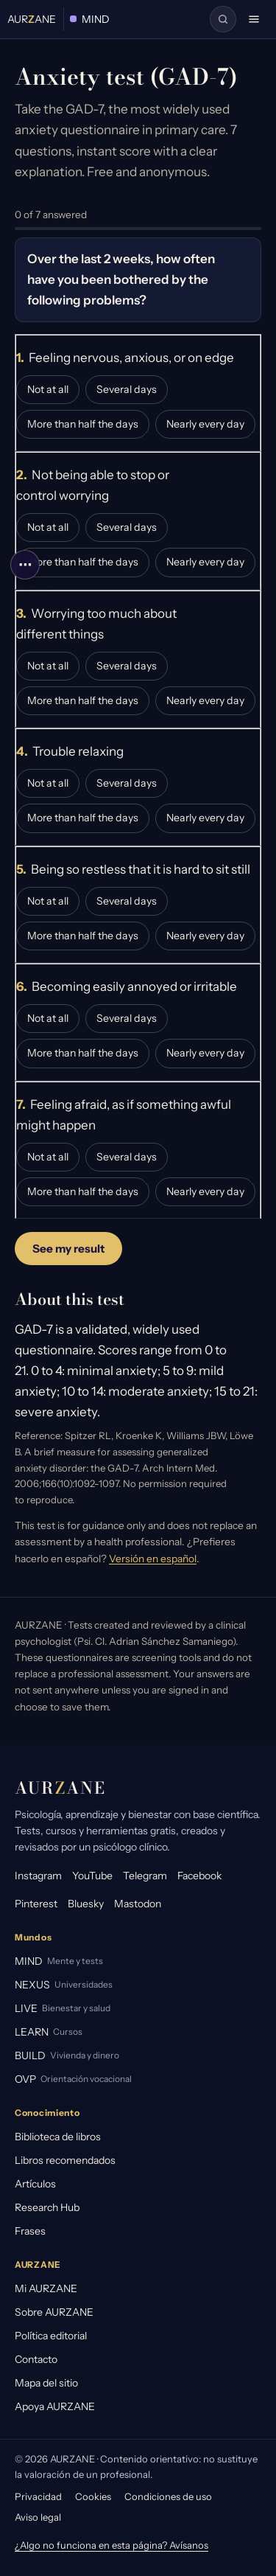 AURZANE MIND
Anxiety test (GAD-7)
Take the GAD-7, the most widely used
anxiety questionnaire in primary care. 7
questions, instant score with a clear
explanation. Free and anonymous.
0 of 7 answered
Over the last 2 weeks, how often
have you been bothered by the
following problems?
1. Feeling nervous, anxious, or on edge
Not at all Several days
More than half the days Nearly every day
2. Not being able to stop or
control worrying
Not at all Several days
More than half the days Nearly every day
3. Worrying too much about
different things
Not at all Several days
More than half the days Nearly every day
4. Trouble relaxing
Not at all Several days
More than half the days Nearly every day
5. Being so restless that it is hard to sit still
Not at all Several days
More than half the days Nearly every day
6. Becoming easily annoyed or irritable
Not at all Several days
More than half the days Nearly every day
7. Feeling afraid, as if something awful
might happen
Not at all Several days
More than half the days Nearly every day
See my result
About this test
GAD-7 is a validated, widely used
questionnaire. Scores range from 0 to
21. 0 to 4: minimal anxiety; 5 to 9: mild
anxiety; 10 to 14: moderate anxiety; 15 to 21:
severe anxiety.
Reference: Spitzer RL, Kroenke K, Williams JBW, Löwe
B. A brief measure for assessing generalized
anxiety disorder: the GAD-7. Arch Intern Med.
2006;166(10):1092-1097. No permission required
to reproduce.
This test is for guidance only and does not replace an
assessment by a health professional. ¿Prefieres
hacerlo en español? Versión en español.
AURZANE · Tests created and reviewed by a clinical
psychologist (Psi. Cl. Adrian Sánchez Samaniego).
These questionnaires are screening tools and do not
replace a professional assessment. Your answers are
not sent anywhere unless you are signed in and
choose to save them.
AURZANE
Psicología, aprendizaje y bienestar con base científica.
Tests, cursos y herramientas gratis, creados y
revisados por un psicólogo clínico.
Instagram YouTube Telegram Facebook
Pinterest Bluesky Mastodon
Mundos
MIND Mente y tests
NEXUS Universidades
LIVE Bienestar y salud
LEARN Cursos
BUILD Vivienda y dinero
OVP Orientación vocacional
Conocimiento
Biblioteca de libros
Libros recomendados
Artículos
Research Hub
Frases
AURZANE
Mi AURZANE
Sobre AURZANE
Política editorial
Contacto
Mapa del sitio
Apoya AURZANE
© 2026 AURZANE · Contenido orientativo: no sustituye
la valoración de un profesional.
Privacidad Cookies Condiciones de uso
Aviso legal
¿Algo no funciona en esta página? Avísanos